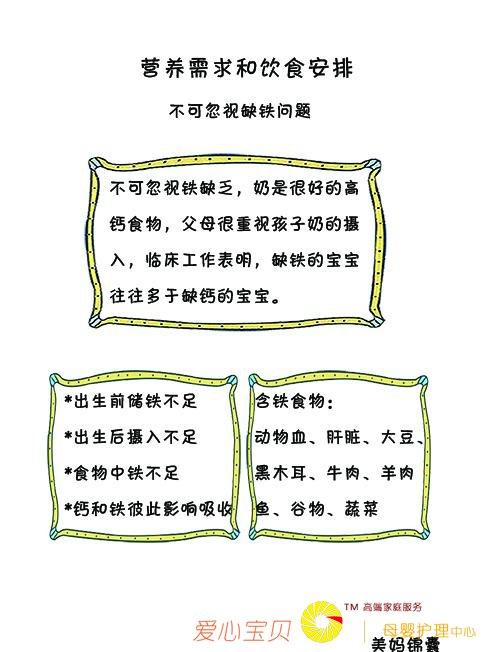 营养需求和饮食安排
不可忽视缺铁问题
不可忽视铁缺乏，奶是很好的高
钙食物，父母很重视孩子奶的摄
入，临床工作表明，缺铁的宝宝
往往多于缺钙的宝宝。
*出生前储铁不足
*出生后摄入不足
*食物中铁不足
*钙和铁彼此影响吸收
含铁食物：
动物血、肝脏、大豆、
黑木耳、牛肉、羊肉
鱼、谷物、蔬菜
TM 高端家庭服务
爱心宝贝
母婴护理中心
美妈锦囊